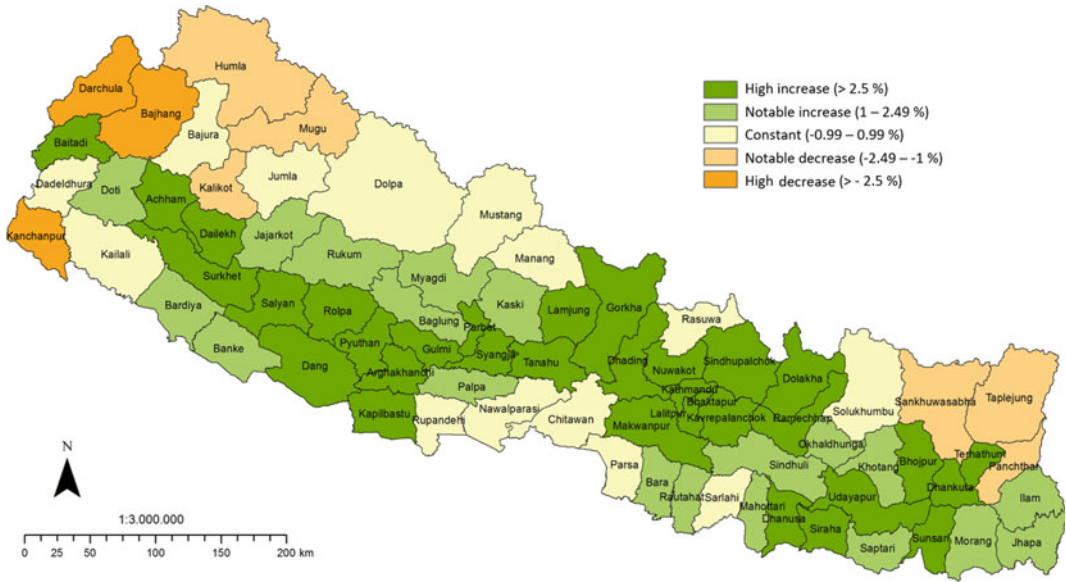 Humla
Darchula
High increase (> 2.5 %)
Bajhang
Notable increase (1 – 2.49 %)
Mugu
Bajura
Constant (-0.99 – 0.99 %)
Baitadi
Notable decrease (-2.49 – -1 %)
Dadeldhura
Doti
Kalikot
Jumla
Dolpa
High decrease (> - 2.5 %)
Achham
Mustang
Kanchanpur
Dailekh
Jajarkot
Kailali
Rukum
Manang
Surkhet
Myagdi
Bardiya
Salyan
Rolpa
Kaski
Lamjung
Gorkha
Rasuwa
Baglung
Parbat
Banke
Pyuthan
Gulmi
Syangja
Tanahu
Dhading
Nuwakot
Sindhupalchok
Dang
Arghakhanchi
Dolakha
Taplejung
Palpa
Kathmandu
Sankhuwasabha
Bhaktapur
Kapilbastu
Rupandehi
Nawalparasi
Chitawan
Lalitpur
Kavrepalanchok
Ramechhap
Solukhumbu
Makwanpur
Okhaldhunga
N
Parsa
Sindhuli
Khotang
Bhojpur
Terhathum
Panchthar
Bara
Rautahat
Sarlahi
Mahottari
Udayapur
Dhankuta
Ilam
Dhanusa
Siraha
Saptari
Sunsari
Morang
Jhapa
1:3.000.000
0 25 50 100 150 200 km